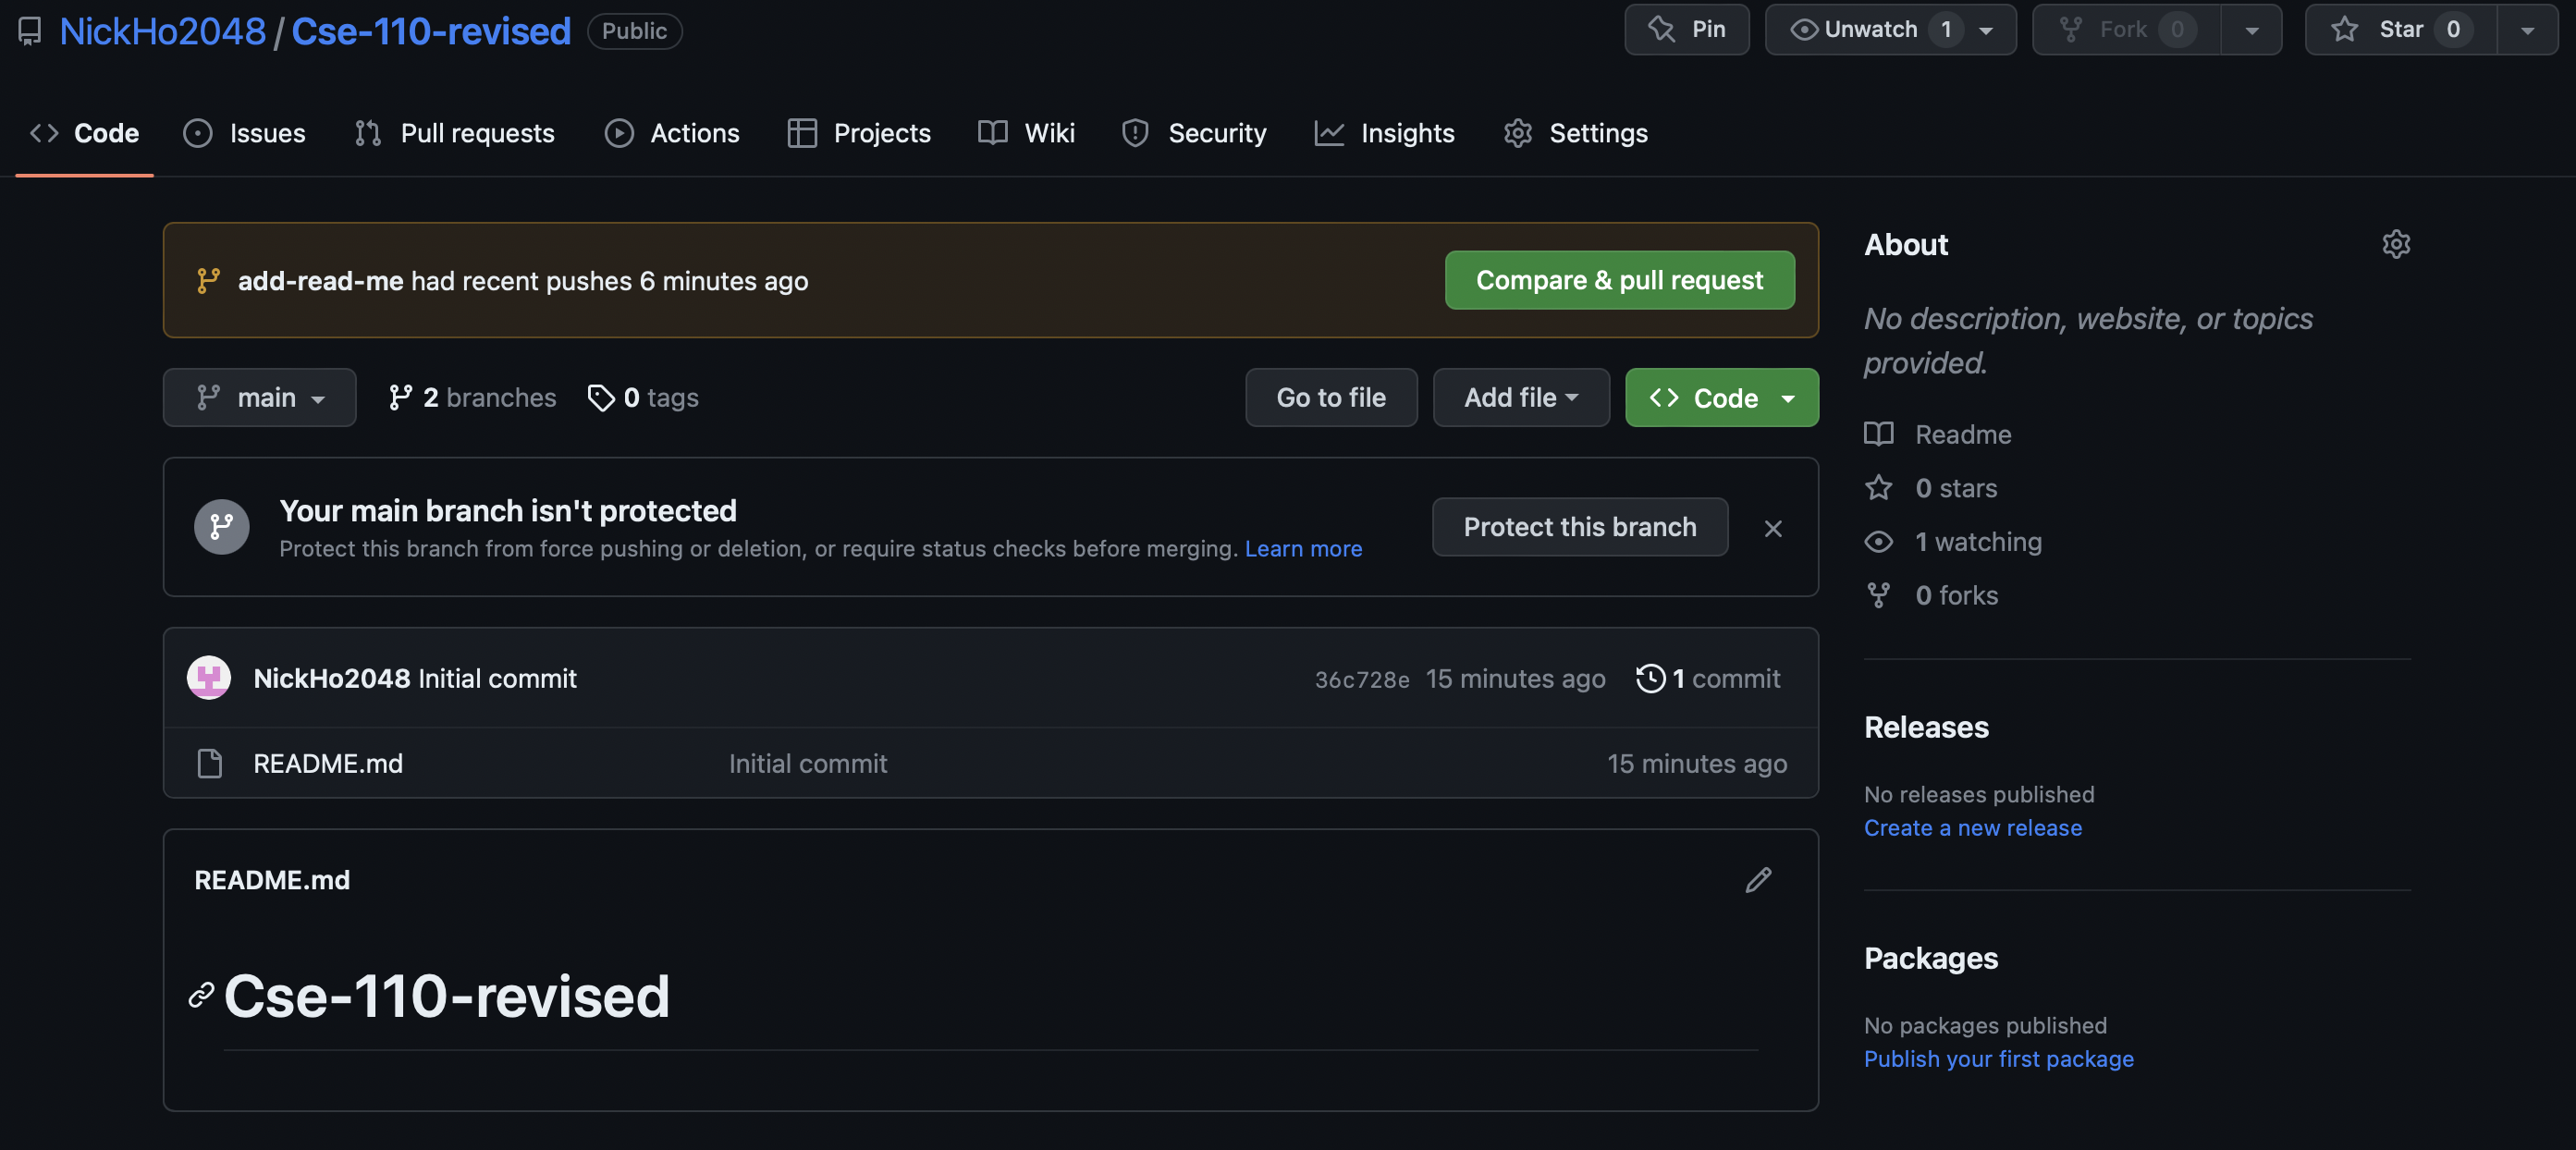 NickHo2048 / Cse-110-revised Public
Pin
Unwatch 1
Fork 0
Star 0
Code Issues Pull requests Actions Projects Wiki Security Insights Settings
add-read-me had recent pushes 6 minutes ago
Compare & pull request
main 2 branches 0 tags
Go to file Add file Code
Your main branch isn't protected
Protect this branch from force pushing or deletion, or require status checks before merging. Learn more
Protect this branch
NickHo2048 Initial commit 36c728e 15 minutes ago 1 commit
README.md Initial commit 15 minutes ago
README.md
Cse-110-revised
About
No description, website, or topics
provided.
Readme
0 stars
1 watching
0 forks
Releases
No releases published
Create a new release
Packages
No packages published
Publish your first package